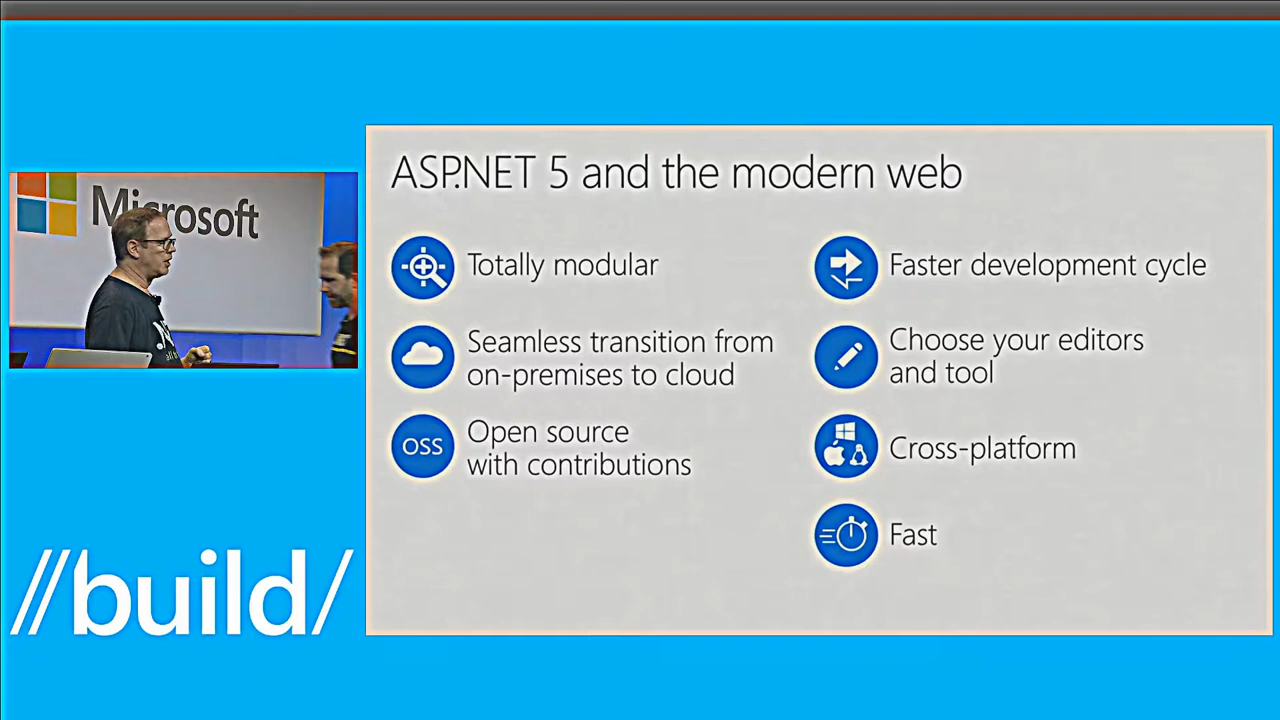 Microsoft
ASP.NET 5 and the modern web
Totally modular
Seamless transition from
on-premises to cloud
OSS
Open source
with contributions
Faster development cycle
Choose your editors
and tool
Cross-platform
Fast
//build/